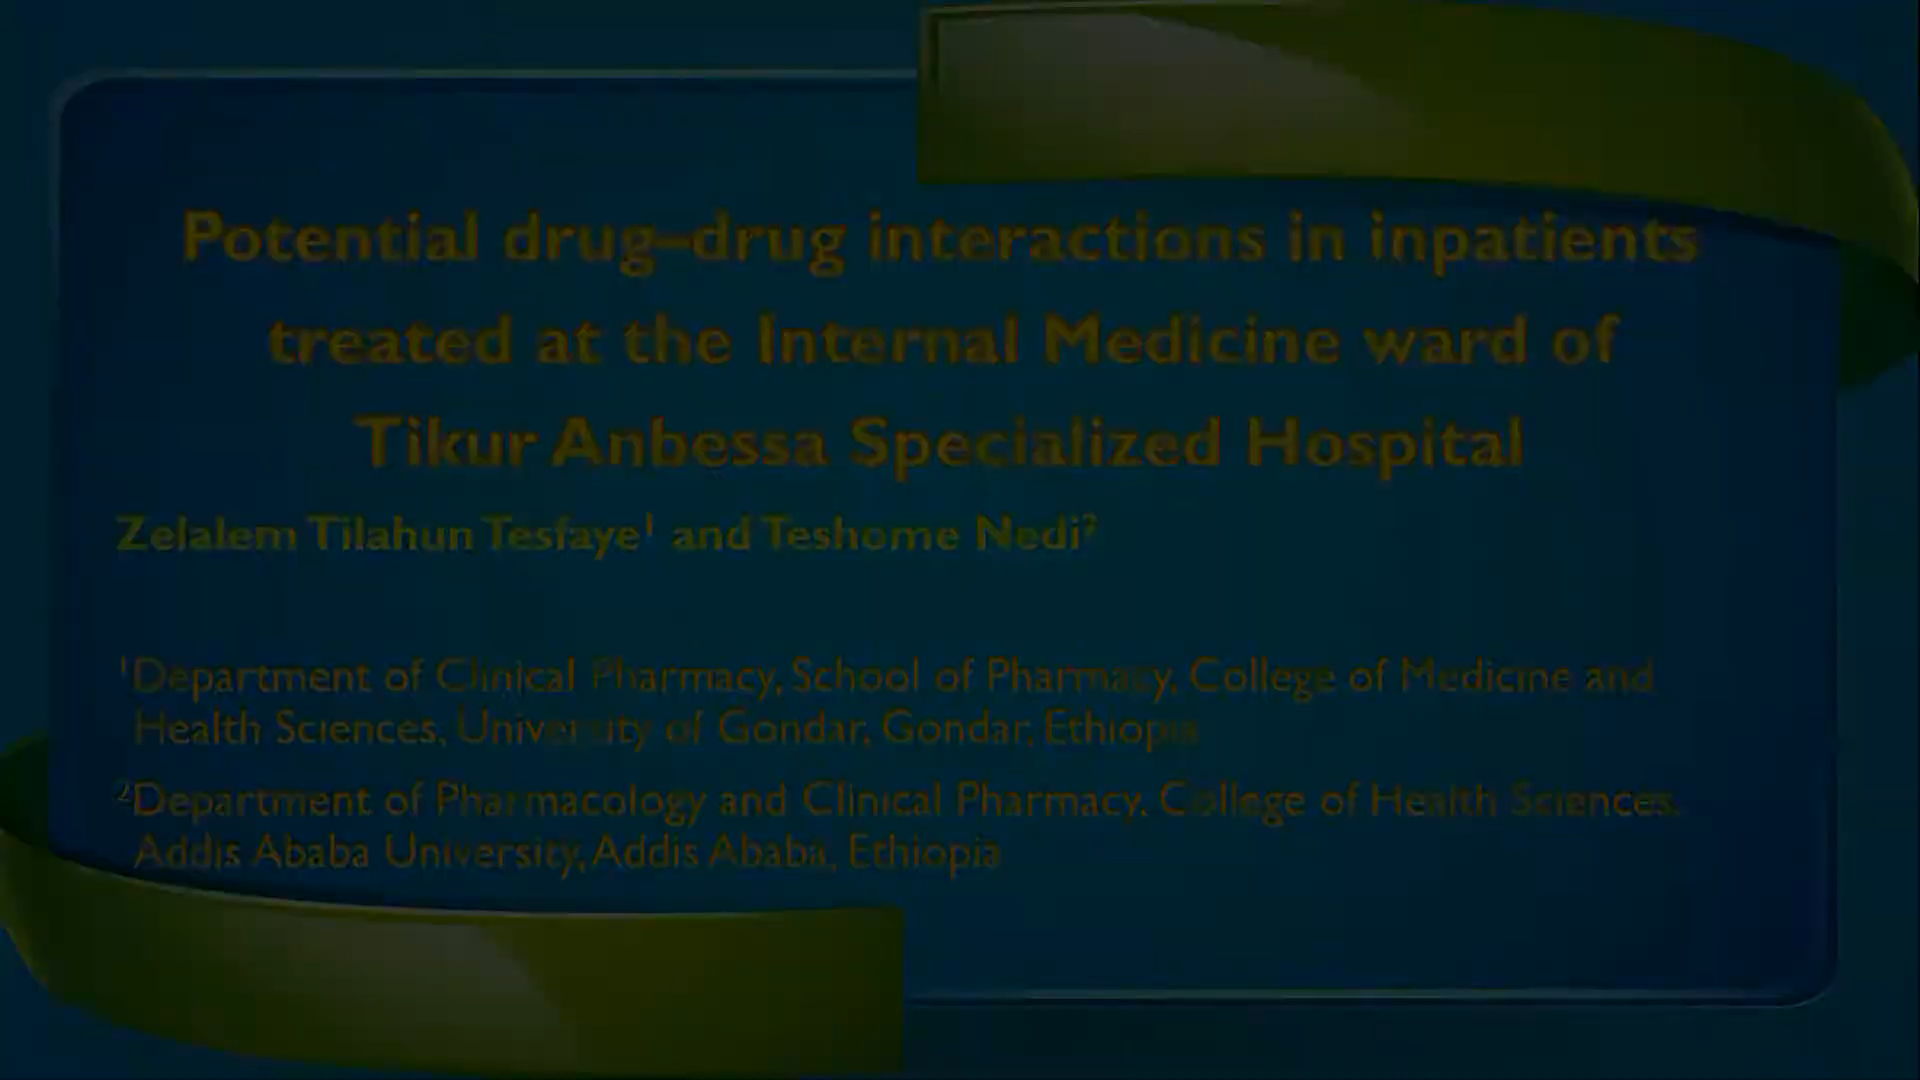 Potential drug–drug interactions in inpatients
treated at the Internal Medicine ward of
Tikur Anbessa Specialized Hospital
Zelalem Tilahun Tesfaye¹ and Teshome Nedi²
¹Department of Clinical Pharmacy, School of Pharmacy, College of Medicine and
Health Sciences, University of Gondar, Gondar, Ethiopia
²Department of Pharmacology and Clinical Pharmacy, College of Health Sciences,
Addis Ababa University, Addis Ababa, Ethiopia